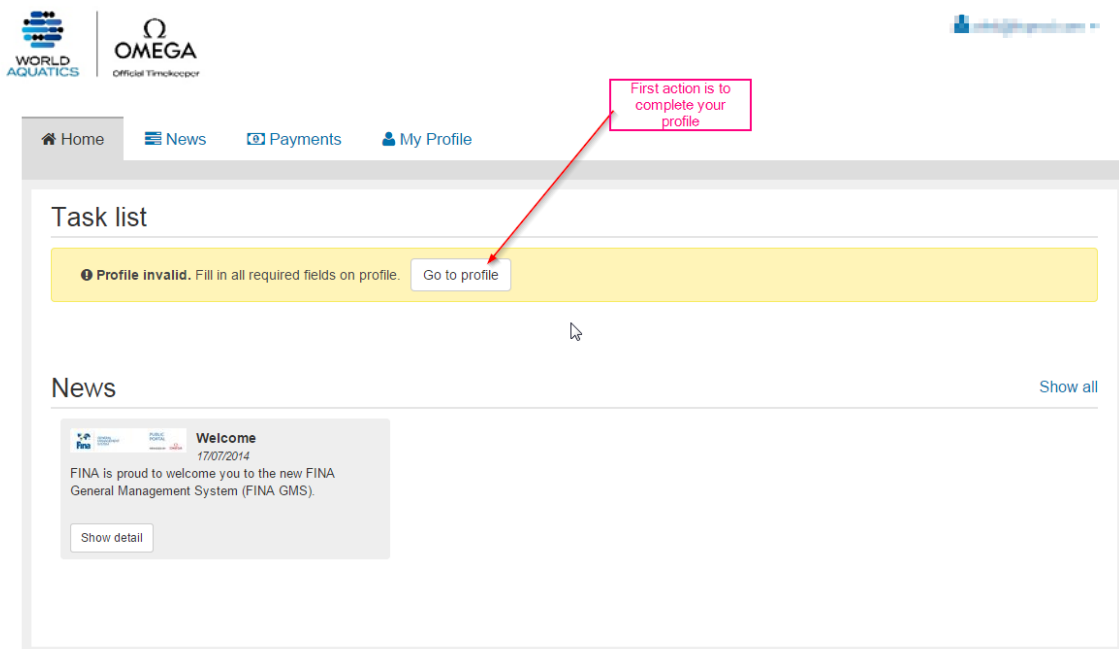 WORLD
AQUATICS
Ω
OMEGA
Official Timekeeper
First action is to
complete your
profile
Home
News
Payments
My Profile
Task list
Profile invalid. Fill in all required fields on profile.
Go to profile
News
Show all
Fina
Welcome
17/07/2014
FINA is proud to welcome you to the new FINA
General Management System (FINA GMS).
Show detail